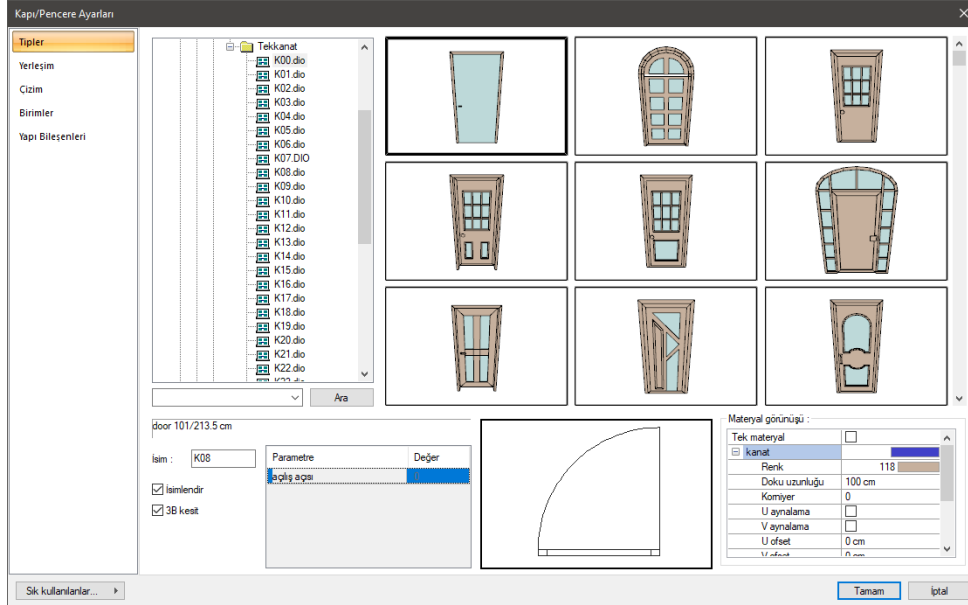 Kapı/Pencere Ayarları
Tipler
Yerleşim
Çizim
Birimler
Yapı Bileşenleri
Tekkanat
K00.dio
K01.dio
K02.dio
K03.dio
K04.dio
K05.dio
K06.dio
K07.DIO
K08.dio
K09.dio
K10.dio
K11.dio
K12.dio
K13.dio
K14.dio
K15.dio
K16.dio
K17.dio
K18.dio
K19.dio
K20.dio
K21.dio
K22.dio
Ara
door 101/213.5 cm
İsim : K08
İsimlendir
3B kesit
Parametre Değer
açılış açısı
Materyal görünüşü :
Tek materyal
kanat
Renk 118
Doku uzunluğu 100 cm
Korniyer 0
U aynalama
V aynalama
U ofset 0 cm
Sık kullanılanlar...
Tamam
İptal